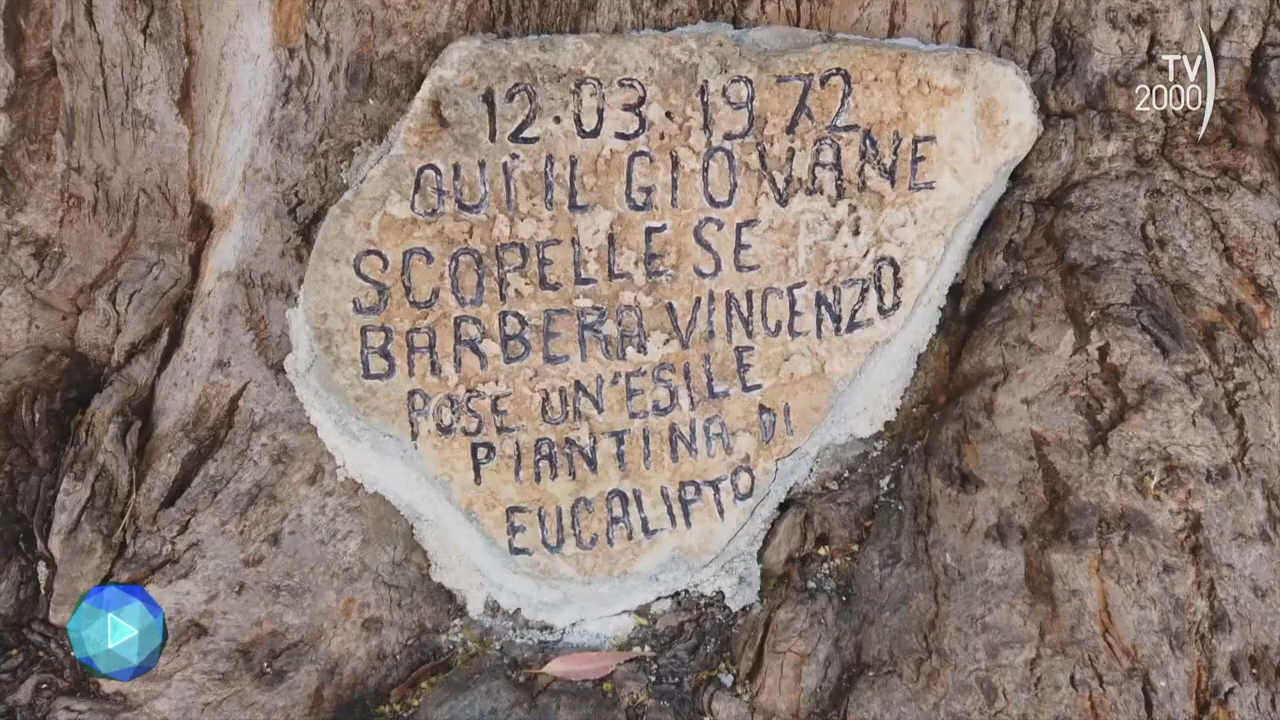 12·03·1972
QUI IL GIOVANE
SCOPELLESE
BARBERA VINCENZO
POSE UN'ESILE
PIANTINA DI
EUCALIPTO
TV
2000